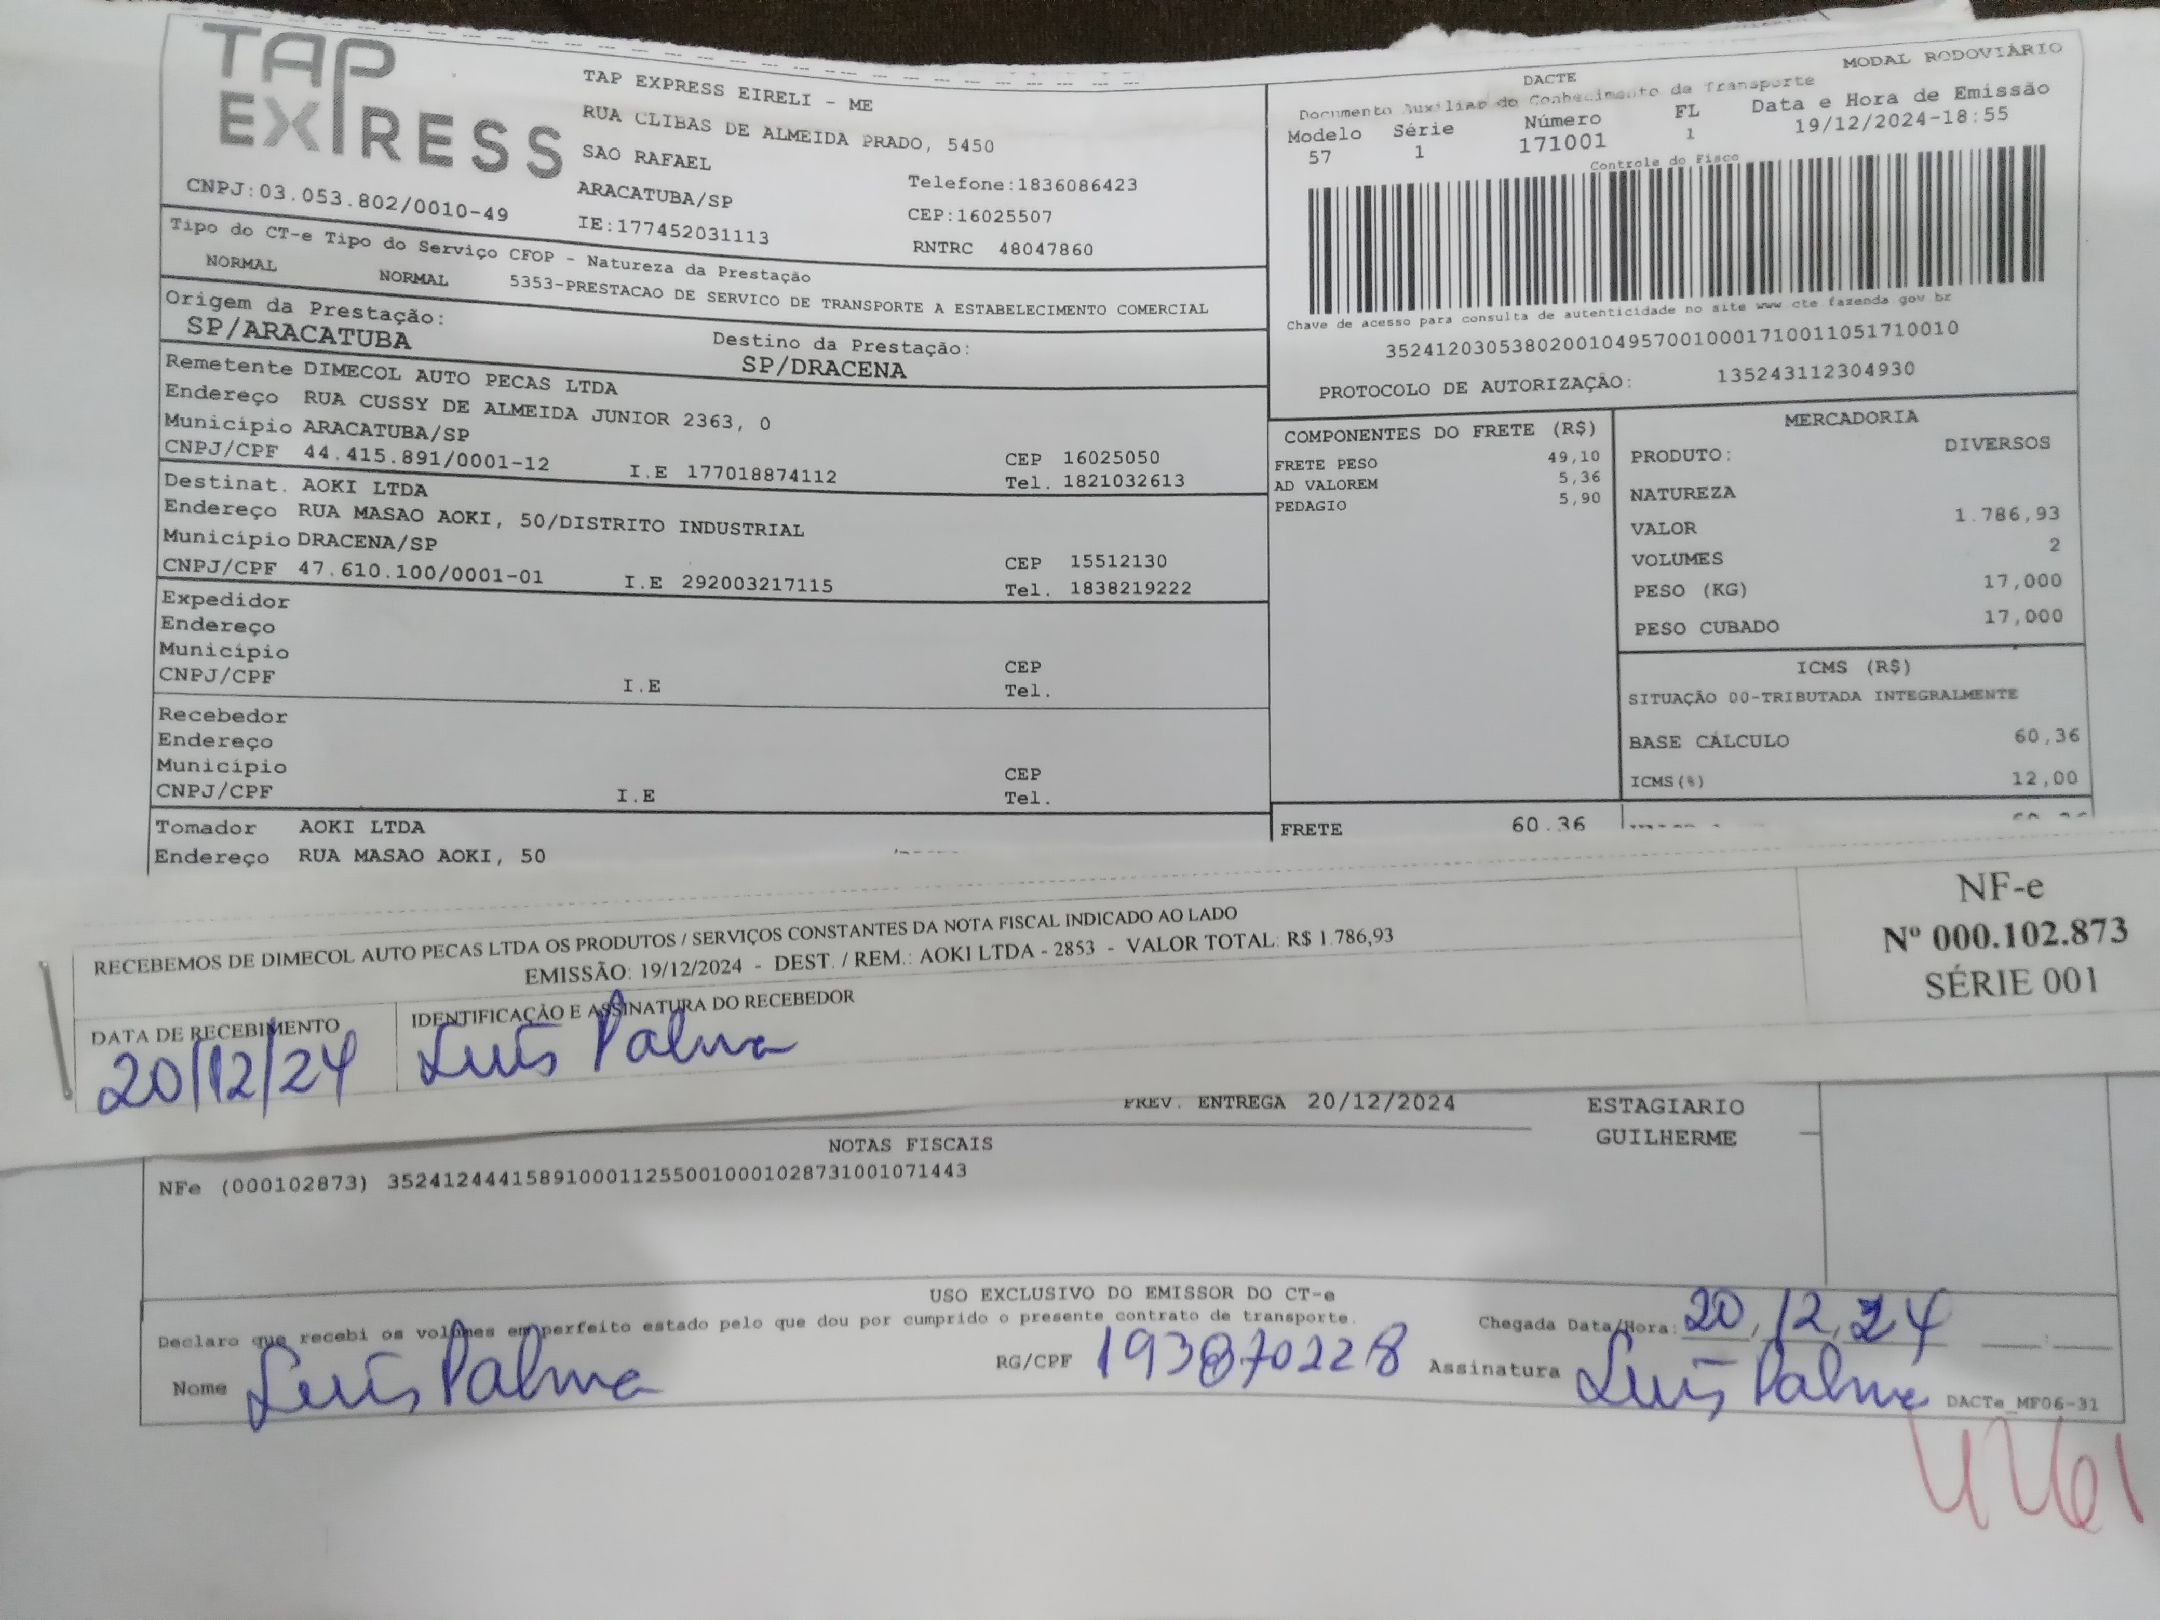 TAP
EXPRESS
TAP EXPRESS EIRELI - ME
RUA CLIBAS DE ALMEIDA PRADO, 5450
SAO RAFAEL
ARACATUBA/SP
IE:177452031113
Telefone:1836086423
CEP:16025507
RNTRC 48047860
CNPJ:03.053.802/0010-49
MODAL RODOVIÁRIO
DACTE
Documento Auxiliar do Conhecimento de Transporte
Modelo Série Número FL Data e Hora de Emissão
57 1 171001 1 19/12/2024-18:55
Controle do Fisco
Chave de acesso para consulta de autenticidade no site www.cte.fazenda.gov.br
35241203053802001049570010001710011051710010
PROTOCOLO DE AUTORIZAÇÃO: 135243112304930
Tipo do CT-e Tipo do Serviço CFOP - Natureza da Prestação
NORMAL NORMAL 5353-PRESTACAO DE SERVICO DE TRANSPORTE A ESTABELECIMENTO COMERCIAL
Origem da Prestação: Destino da Prestação:
SP/ARACATUBA SP/DRACENA
Remetente DIMECOL AUTO PECAS LTDA
Endereço RUA CUSSY DE ALMEIDA JUNIOR 2363, 0
Município ARACATUBA/SP CEP 16025050
CNPJ/CPF 44.415.891/0001-12 I.E 177018874112 Tel. 1821032613
Destinat. AOKI LTDA
Endereço RUA MASAO AOKI, 50/DISTRITO INDUSTRIAL
Município DRACENA/SP CEP 15512130
CNPJ/CPF 47.610.100/0001-01 I.E 292003217115 Tel. 1838219222
Expedidor
Endereço
Município CEP
CNPJ/CPF I.E Tel.
Recebedor
Endereço
Município CEP
CNPJ/CPF I.E Tel.
Tomador AOKI LTDA
Endereço RUA MASAO AOKI, 50
COMPONENTES DO FRETE (R$)
FRETE PESO 49,10
AD VALOREM 5,36
PEDAGIO 5,90
FRETE 60.36
MERCADORIA
PRODUTO: DIVERSOS
NATUREZA
VALOR 1.786,93
VOLUMES 2
PESO (KG) 17,000
PESO CUBADO 17,000
ICMS (R$)
SITUAÇÃO 00-TRIBUTADA INTEGRALMENTE
BASE CÁLCULO 60,36
ICMS(%) 12,00
RECEBEMOS DE DIMECOL AUTO PECAS LTDA OS PRODUTOS / SERVIÇOS CONSTANTES DA NOTA FISCAL INDICADO AO LADO
EMISSÃO: 19/12/2024 - DEST. / REM.: AOKI LTDA - 2853 - VALOR TOTAL: R$ 1.786,93
DATA DE RECEBIMENTO
20/12/24
IDENTIFICAÇÃO E ASSINATURA DO RECEBEDOR
Luís Palma
NF-e
Nº 000.102.873
SÉRIE 001
PREV. ENTREGA 20/12/2024
ESTAGIARIO
GUILHERME
NOTAS FISCAIS
NFe (000102873) 35241244415891000112550010001028731001071443
USO EXCLUSIVO DO EMISSOR DO CT-e
Declaro que recebi os volumes em perfeito estado pelo que dou por cumprido o presente contrato de transporte.
Chegada Data/Hora: 20/12/24 __:__
Nome Luís Palma RG/CPF 193870228 Assinatura Luís Palma DACTe_MF06-31